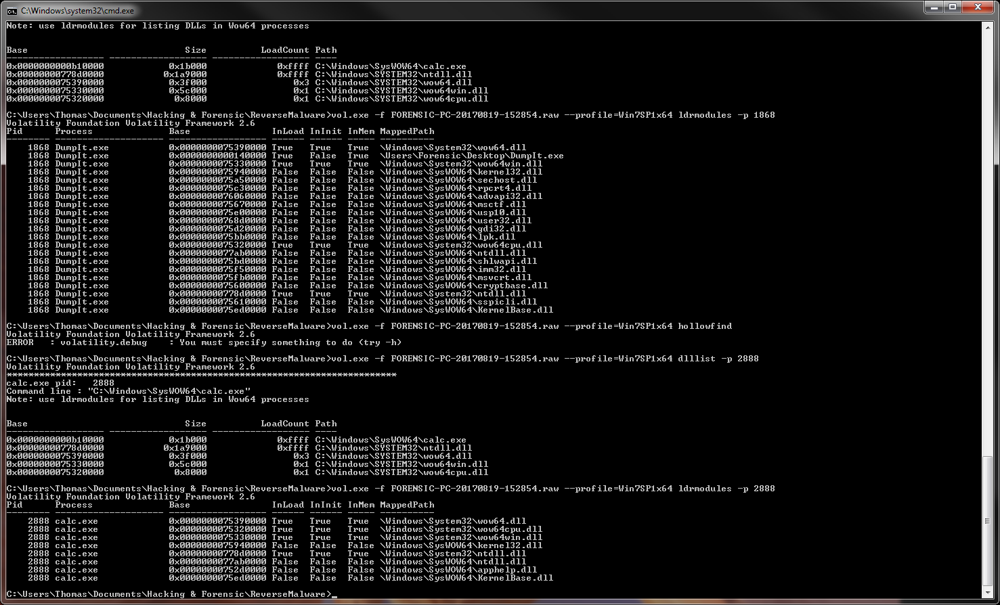 C:\Windows\system32\cmd.exe
Note: use ldrmodules for listing DLLs in Wow64 processes
Base Size LoadCount Path
------------------ ------------------ ------------------ ----
0x0000000000b10000 0x1b000 0xffff C:\Windows\SysWOW64\calc.exe
0x00000000778d0000 0x1a9000 0xffff C:\Windows\SYSTEM32\ntdll.dll
0x0000000075390000 0x3f000 0x3 C:\Windows\SYSTEM32\wow64.dll
0x0000000075330000 0x5c000 0x1 C:\Windows\SYSTEM32\wow64win.dll
0x0000000075320000 0x8000 0x1 C:\Windows\SYSTEM32\wow64cpu.dll
C:\Users\Thomas\Documents\Hacking & Forensic\ReverseMalware>vol.exe -f FORENSIC-PC-20170819-152854.raw --profile=Win7SP1x64 ldrmodules -p 1868
Volatility Foundation Volatility Framework 2.6
Pid Process Base InLoad InInit InMem MappedPath
-------- -------------------- ------------------ ------ ------ ----- ----------
1868 DumpIt.exe 0x0000000075390000 True True True \Windows\System32\wow64.dll
1868 DumpIt.exe 0x0000000000140000 True False True \Users\Forensic\Desktop\DumpIt.exe
1868 DumpIt.exe 0x0000000075330000 True True True \Windows\System32\wow64win.dll
1868 DumpIt.exe 0x0000000075940000 False False False \Windows\SysWOW64\kernel32.dll
1868 DumpIt.exe 0x0000000075a50000 False False False \Windows\SysWOW64\sechost.dll
1868 DumpIt.exe 0x0000000075c30000 False False False \Windows\SysWOW64\rpcrt4.dll
1868 DumpIt.exe 0x0000000076060000 False False False \Windows\SysWOW64\advapi32.dll
1868 DumpIt.exe 0x0000000075670000 False False False \Windows\SysWOW64\msctf.dll
1868 DumpIt.exe 0x0000000075e00000 False False False \Windows\SysWOW64\usp10.dll
1868 DumpIt.exe 0x00000000768d0000 False False False \Windows\SysWOW64\user32.dll
1868 DumpIt.exe 0x0000000075d20000 False False False \Windows\SysWOW64\gdi32.dll
1868 DumpIt.exe 0x0000000075bb0000 False False False \Windows\SysWOW64\lpk.dll
1868 DumpIt.exe 0x0000000075320000 True True True \Windows\System32\wow64cpu.dll
1868 DumpIt.exe 0x0000000077ab0000 False False False \Windows\SysWOW64\ntdll.dll
1868 DumpIt.exe 0x0000000075bd0000 False False False \Windows\SysWOW64\shlwapi.dll
1868 DumpIt.exe 0x0000000075f50000 False False False \Windows\SysWOW64\imm32.dll
1868 DumpIt.exe 0x0000000075fb0000 False False False \Windows\SysWOW64\msvcrt.dll
1868 DumpIt.exe 0x0000000075600000 False False False \Windows\SysWOW64\cryptbase.dll
1868 DumpIt.exe 0x00000000778d0000 True True True \Windows\System32\ntdll.dll
1868 DumpIt.exe 0x0000000075610000 False False False \Windows\SysWOW64\sspicli.dll
1868 DumpIt.exe 0x0000000075ed0000 False False False \Windows\SysWOW64\KernelBase.dll
C:\Users\Thomas\Documents\Hacking & Forensic\ReverseMalware>vol.exe -f FORENSIC-PC-20170819-152854.raw --profile=Win7SP1x64 hollowfind
Volatility Foundation Volatility Framework 2.6
ERROR : volatility.debug : You must specify something to do (try -h)
C:\Users\Thomas\Documents\Hacking & Forensic\ReverseMalware>vol.exe -f FORENSIC-PC-20170819-152854.raw --profile=Win7SP1x64 dlllist -p 2888
Volatility Foundation Volatility Framework 2.6
************************************************************************
calc.exe pid: 2888
Command line : "C:\Windows\SysWOW64\calc.exe"
Note: use ldrmodules for listing DLLs in Wow64 processes
Base Size LoadCount Path
------------------ ------------------ ------------------ ----
0x0000000000b10000 0x1b000 0xffff C:\Windows\SysWOW64\calc.exe
0x00000000778d0000 0x1a9000 0xffff C:\Windows\SYSTEM32\ntdll.dll
0x0000000075390000 0x3f000 0x3 C:\Windows\SYSTEM32\wow64.dll
0x0000000075330000 0x5c000 0x1 C:\Windows\SYSTEM32\wow64win.dll
0x0000000075320000 0x8000 0x1 C:\Windows\SYSTEM32\wow64cpu.dll
C:\Users\Thomas\Documents\Hacking & Forensic\ReverseMalware>vol.exe -f FORENSIC-PC-20170819-152854.raw --profile=Win7SP1x64 ldrmodules -p 2888
Volatility Foundation Volatility Framework 2.6
Pid Process Base InLoad InInit InMem MappedPath
-------- -------------------- ------------------ ------ ------ ----- ----------
2888 calc.exe 0x0000000075390000 True True True \Windows\System32\wow64.dll
2888 calc.exe 0x0000000075320000 True True True \Windows\System32\wow64cpu.dll
2888 calc.exe 0x0000000075330000 True True True \Windows\System32\wow64win.dll
2888 calc.exe 0x0000000075940000 False False False \Windows\SysWOW64\kernel32.dll
2888 calc.exe 0x00000000778d0000 True True True \Windows\System32\ntdll.dll
2888 calc.exe 0x0000000077ab0000 False False False \Windows\SysWOW64\ntdll.dll
2888 calc.exe 0x00000000752d0000 False False False \Windows\SysWOW64\apphelp.dll
2888 calc.exe 0x0000000075ed0000 False False False \Windows\SysWOW64\KernelBase.dll
C:\Users\Thomas\Documents\Hacking & Forensic\ReverseMalware>_